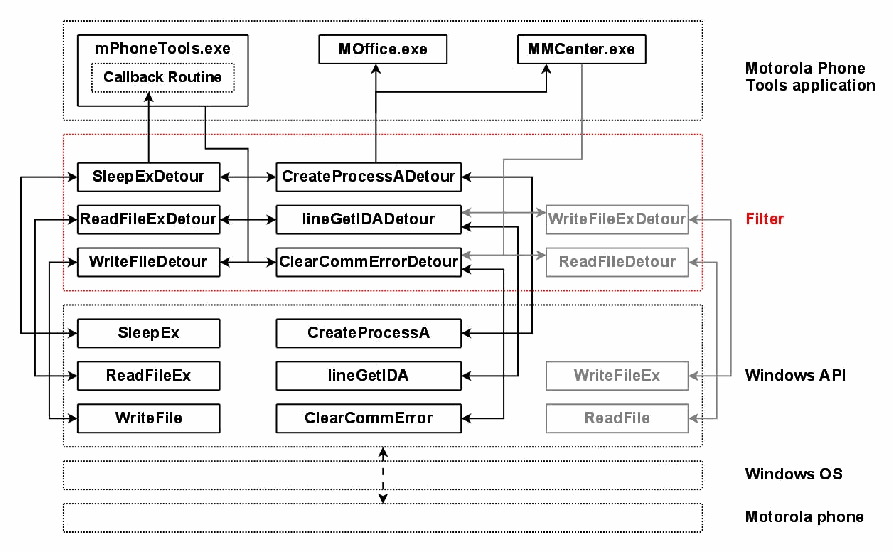 mPhoneTools.exe
Callback Routine
MOffice.exe
MMCenter.exe
Motorola Phone
Tools application
SleepExDetour
CreateProcessADetour
ReadFileExDetour
lineGetIDADetour
WriteFileExDetour
Filter
WriteFileDetour
ClearCommErrorDetour
ReadFileDetour
SleepEx
CreateProcessA
ReadFileEx
lineGetIDA
WriteFileEx
Windows API
WriteFile
ClearCommError
ReadFile
Windows OS
Motorola phone